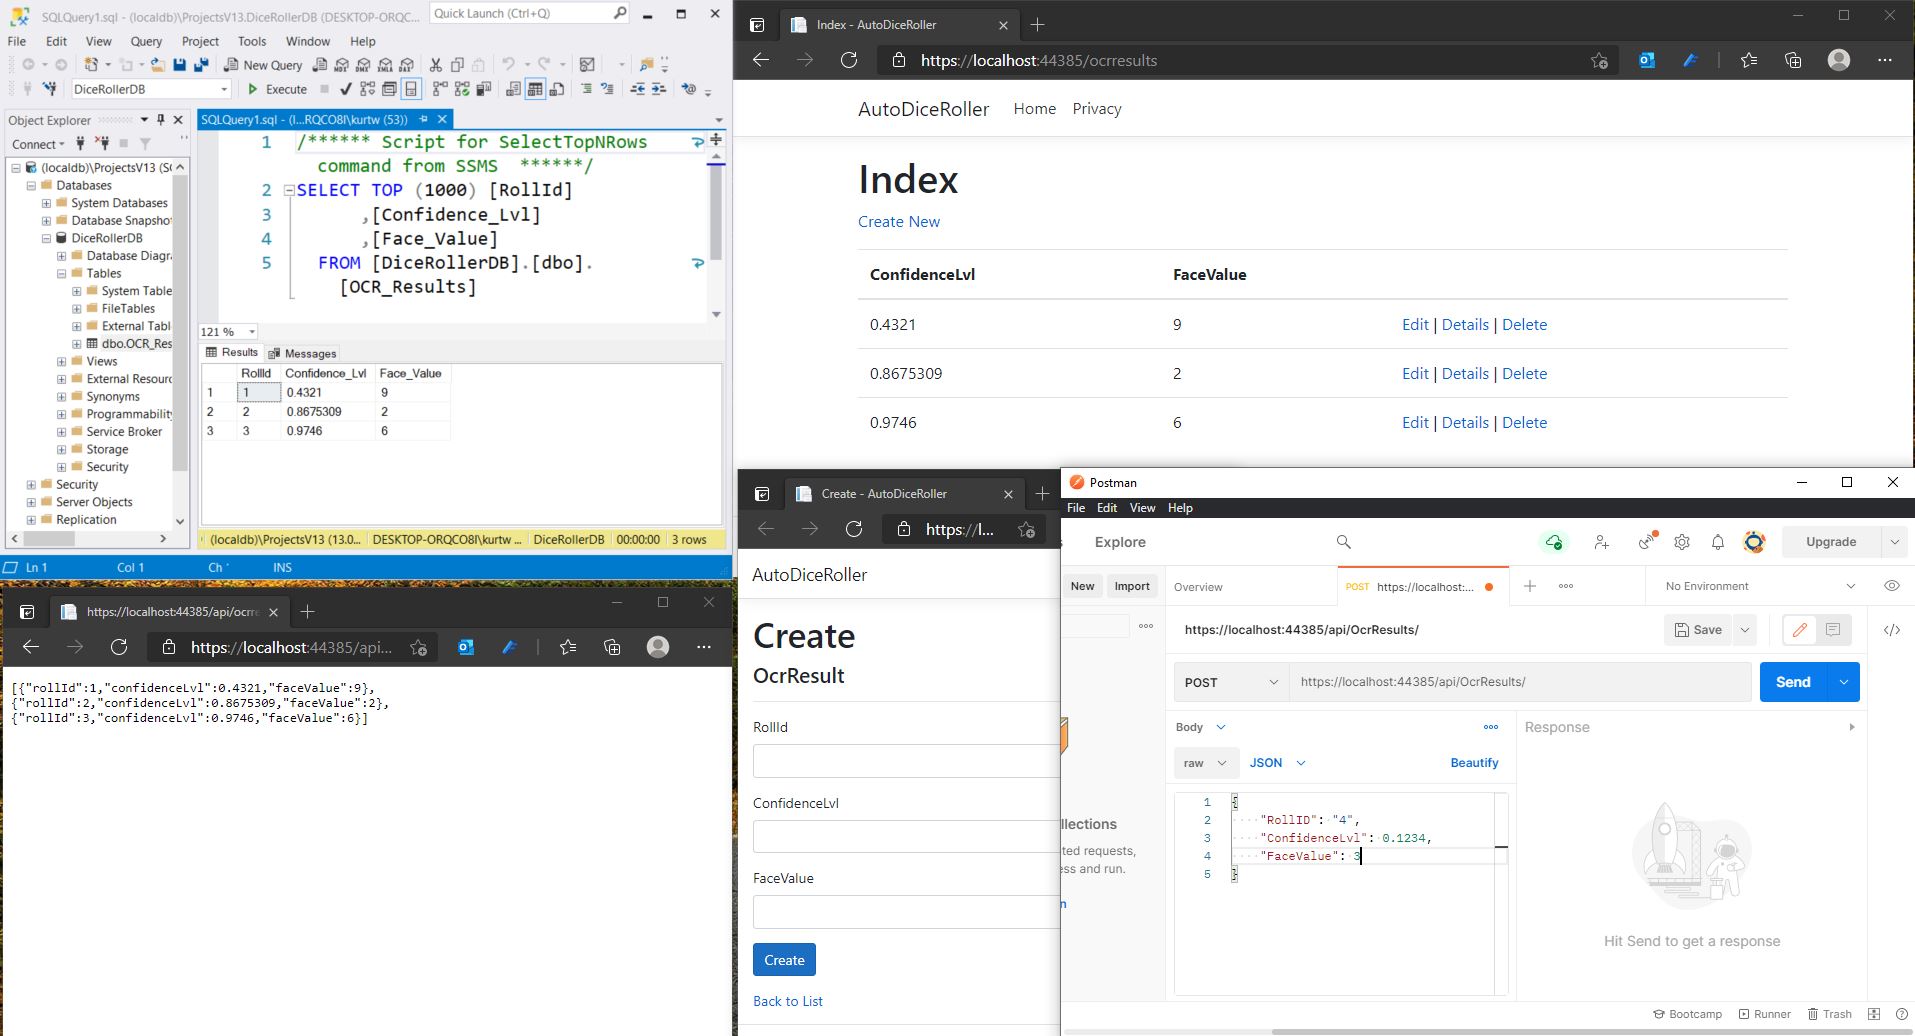 SQLQuery1.sql - (localdb)\ProjectsV13.DiceRollerDB (DESKTOP-ORQC...
Quick Launch (Ctrl+Q)
File Edit View Query Project Tools Window Help
New Query
DiceRollerDB
Execute
Object Explorer
Connect
(localdb)\ProjectsV13 (S
Databases
System Databases
Database Snapsho
DiceRollerDB
Database Diagr
Tables
System Table
FileTables
External Tabl
dbo.OCR_Res
Views
External Resourc
Synonyms
Programmability
Service Broker
Storage
Security
Security
Server Objects
Replication
SQLQuery1.sql - (l...RQCO8I\kurtw (53))
1 /****** Script for SelectTopNRows
command from SSMS ******/
2 SELECT TOP (1000) [RollId]
3 ,[Confidence_Lvl]
4 ,[Face_Value]
5 FROM [DiceRollerDB].[dbo].
[OCR_Results]
121 %
Results Messages
RollId Confidence_Lvl Face_Value
1 1 0.4321 9
2 2 0.8675309 2
3 3 0.9746 6
(localdb)\ProjectsV13 (13.0... DESKTOP-ORQCO8I\kurtw ... DiceRollerDB 00:00:00 3 rows
Ln 1 Col 1 Ch INS
Index - AutoDiceRoller
https://localhost:44385/ocrresults
AutoDiceRoller Home Privacy
Index
Create New
ConfidenceLvl FaceValue
0.4321 9 Edit | Details | Delete
0.8675309 2 Edit | Details | Delete
0.9746 6 Edit | Details | Delete
https://localhost:44385/api/ocrre
https://localhost:44385/api...
[{"rollId":1,"confidenceLvl":0.4321,"faceValue":9},
{"rollId":2,"confidenceLvl":0.8675309,"faceValue":2},
{"rollId":3,"confidenceLvl":0.9746,"faceValue":6}]
Create - AutoDiceRoller
https://l...
AutoDiceRoller
Create
OcrResult
RollId
ConfidenceLvl
FaceValue
Create
Back to List
Postman
File Edit View Help
Explore
Upgrade
New Import
Overview
POST https://localhost:...
No Environment
https://localhost:44385/api/OcrResults/
Save
POST https://localhost:44385/api/OcrResults/
Send
Body
raw JSON Beautify
1 {
2 "RollID": "4",
3 "ConfidenceLvl": 0.1234,
4 "FaceValue": 3
5 }
Response
Hit Send to get a response
llections
ted requests,
ess and run.
n
Bootcamp Runner Trash